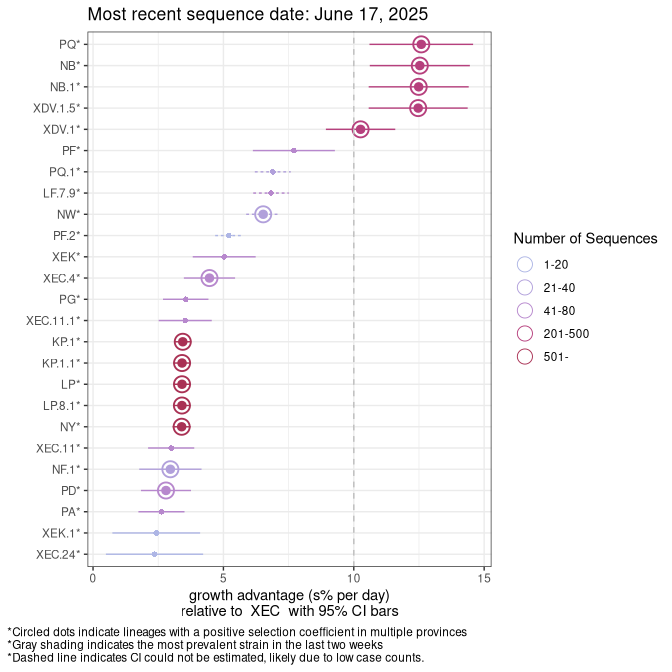 Most recent sequence date: June 17, 2025
PQ*
NB*
NB.1*
XDV.1.5*
XDV.1*
PF*
PQ.1*
LF.7.9*
NW*
PF.2*
XEK*
XEC.4*
PG*
XEC.11.1*
KP.1*
KP.1.1*
LP*
LP.8.1*
NY*
XEC.11*
NF.1*
PD*
PA*
XEK.1*
XEC.24*
0 5 10 15
growth advantage (s% per day)
relative to XEC with 95% CI bars
Number of Sequences
1-20
21-40
41-80
201-500
501-
*Circled dots indicate lineages with a positive selection coefficient in multiple provinces
*Gray shading indicates the most prevalent strain in the last two weeks
*Dashed line indicates CI could not be estimated, likely due to low case counts.